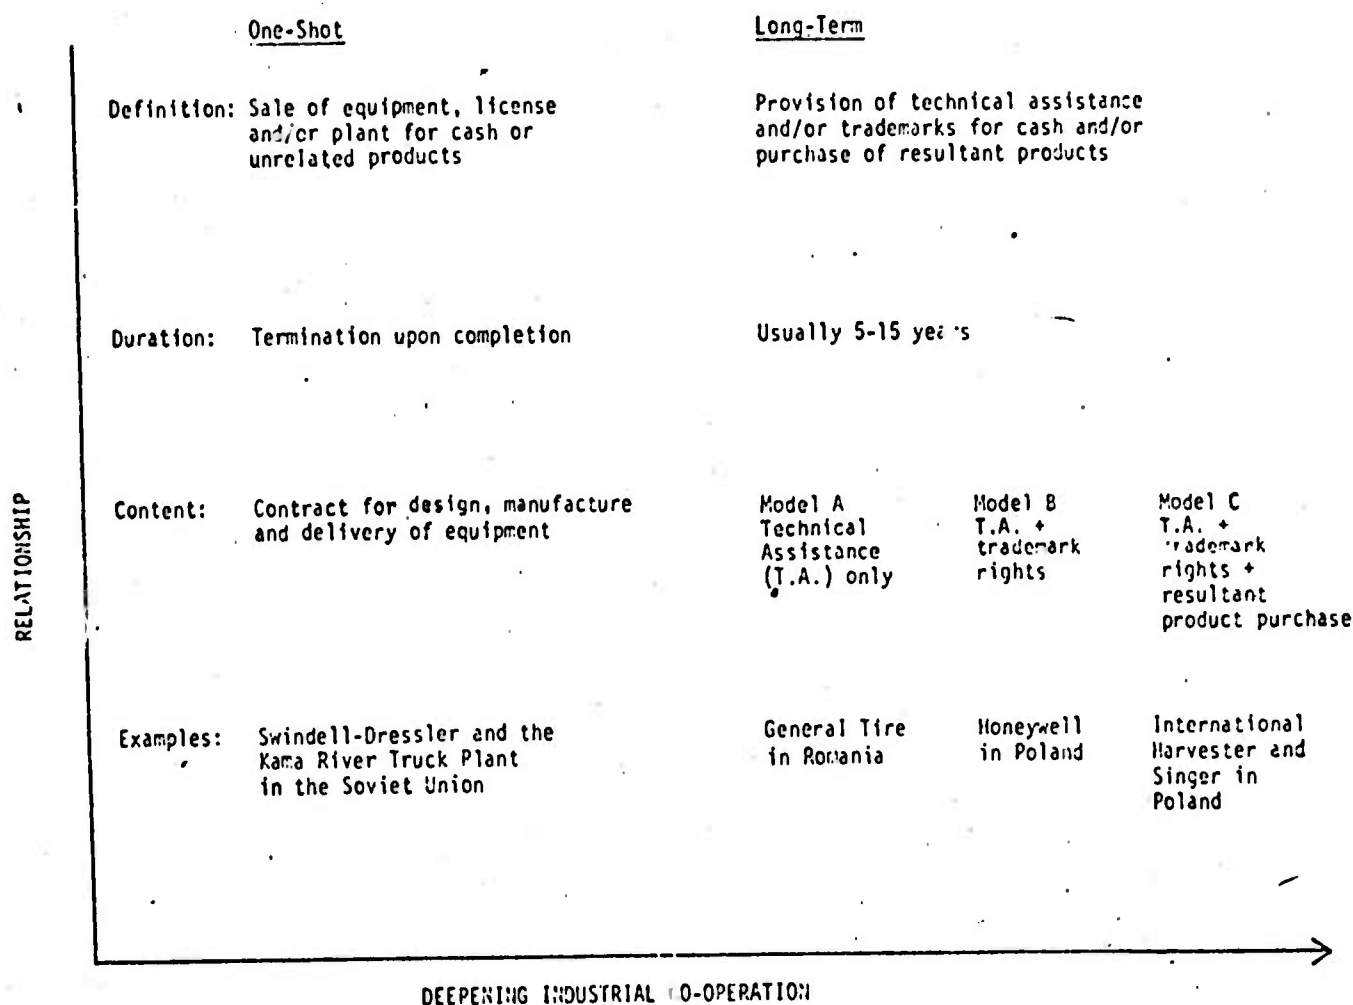 One-Shot
Long-Term
Definition: Sale of equipment, license
and/or plant for cash or
unrelated products
Provision of technical assistance
and/or trademarks for cash and/or
purchase of resultant products
Duration: Termination upon completion
Usually 5-15 years
RELATIONSHIP
Content: Contract for design, manufacture
and delivery of equipment
Model A
Technical
Assistance
(T.A.) only
Model B
T.A. +
trademark
rights
Model C
T.A. +
trademark
rights +
resultant
product purchase
Examples: Swindell-Dressler and the
Kama River Truck Plant
in the Soviet Union
General Tire
in Romania
Honeywell
in Poland
International
Harvester and
Singer in
Poland
DEEPENING INDUSTRIAL CO-OPERATION